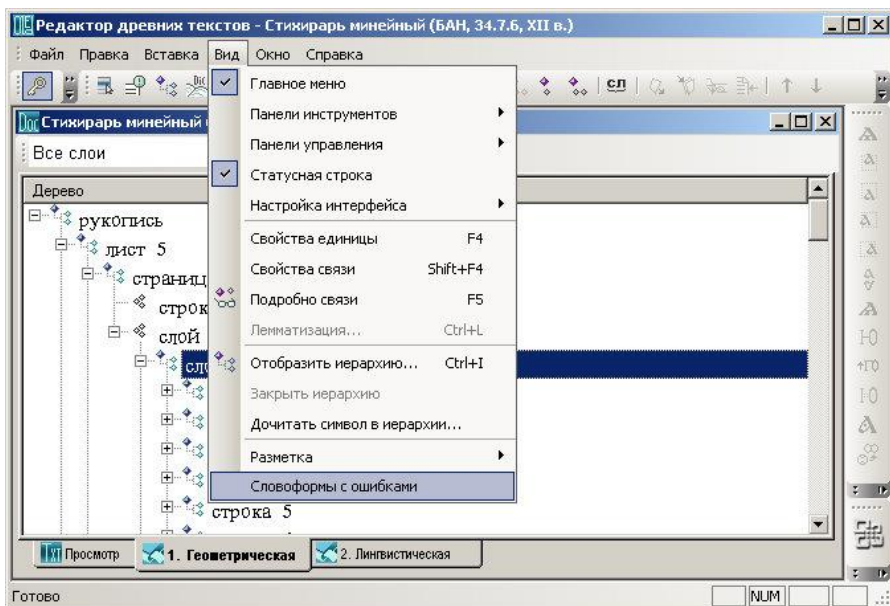 Редактор древних текстов - Стихирарь минейный (БАН, 34.7.6, XII в.)
Файл Правка Вставка Вид Окно Справка
СЛ
Стихирарь минейный
Все слои
Дерево
рукопись
лист 5
строка 5
Главное меню
Панели инструментов
Панели управления
Статусная строка
Настройка интерфейса
Свойства единицы F4
Свойства связи Shift+F4
Подробно связи F5
Лемматизация... Ctrl+L
Отобразить иерархию... Ctrl+I
Закрыть иерархию
Дочитать символ в иерархии...
Разметка
Словоформы с ошибками
Просмотр 1. Геометрическая 2. Лингвистическая
Готово NUM